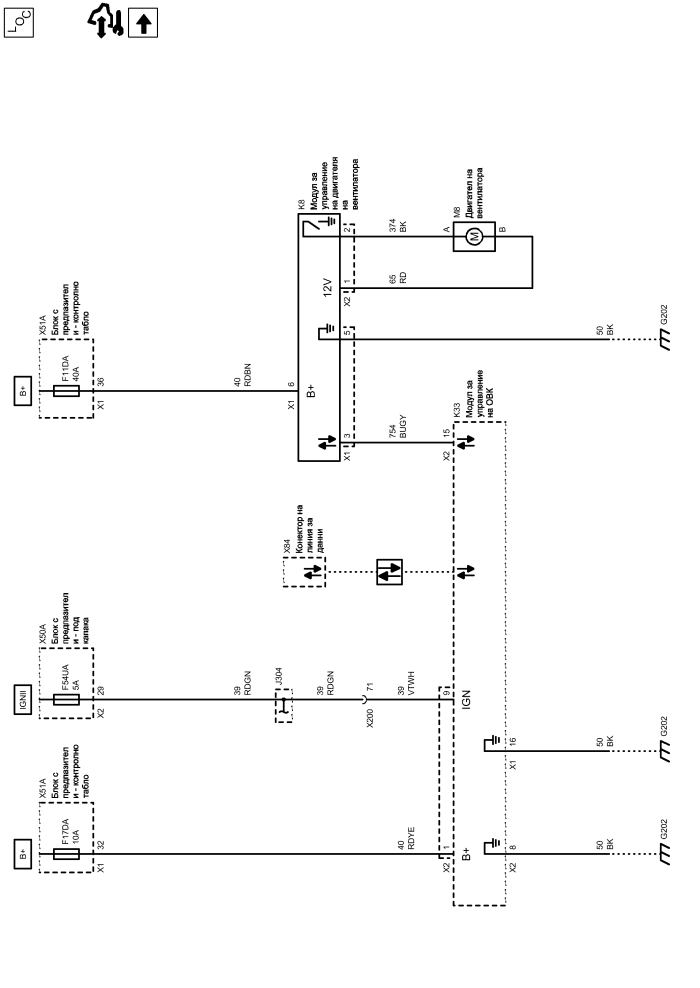 LOC
B+
X51A
Блок с
предпазител
и - контролно
табло
F17DA
10A
32
X1
40
RDYE
X2
1
B+
8
X2
50
BK
G202
16
X1
50
BK
G202
IGNII
X50A
Блок с
предпазител
и - под
капака
F54UA
5A
29
X2
39
RDGN
J304
39
RDGN
71
X200
39
VTWH
9
IGN
X84
Конектор на
линия за
данни
K33
Модул за
управление
на ОВК
B+
X51A
Блок с
предпазител
и - контролно
табло
F11DA
40A
36
X1
40
RDBN
6
X1
B+
K8
Модул за
управление
на двигателя
на
вентилатора
12V
3
X1
754
BUGY
15
X2
5
50
BK
G202
1
X2
65
RD
2
374
BK
M8
Двигател на
вентилатора
A
M
B